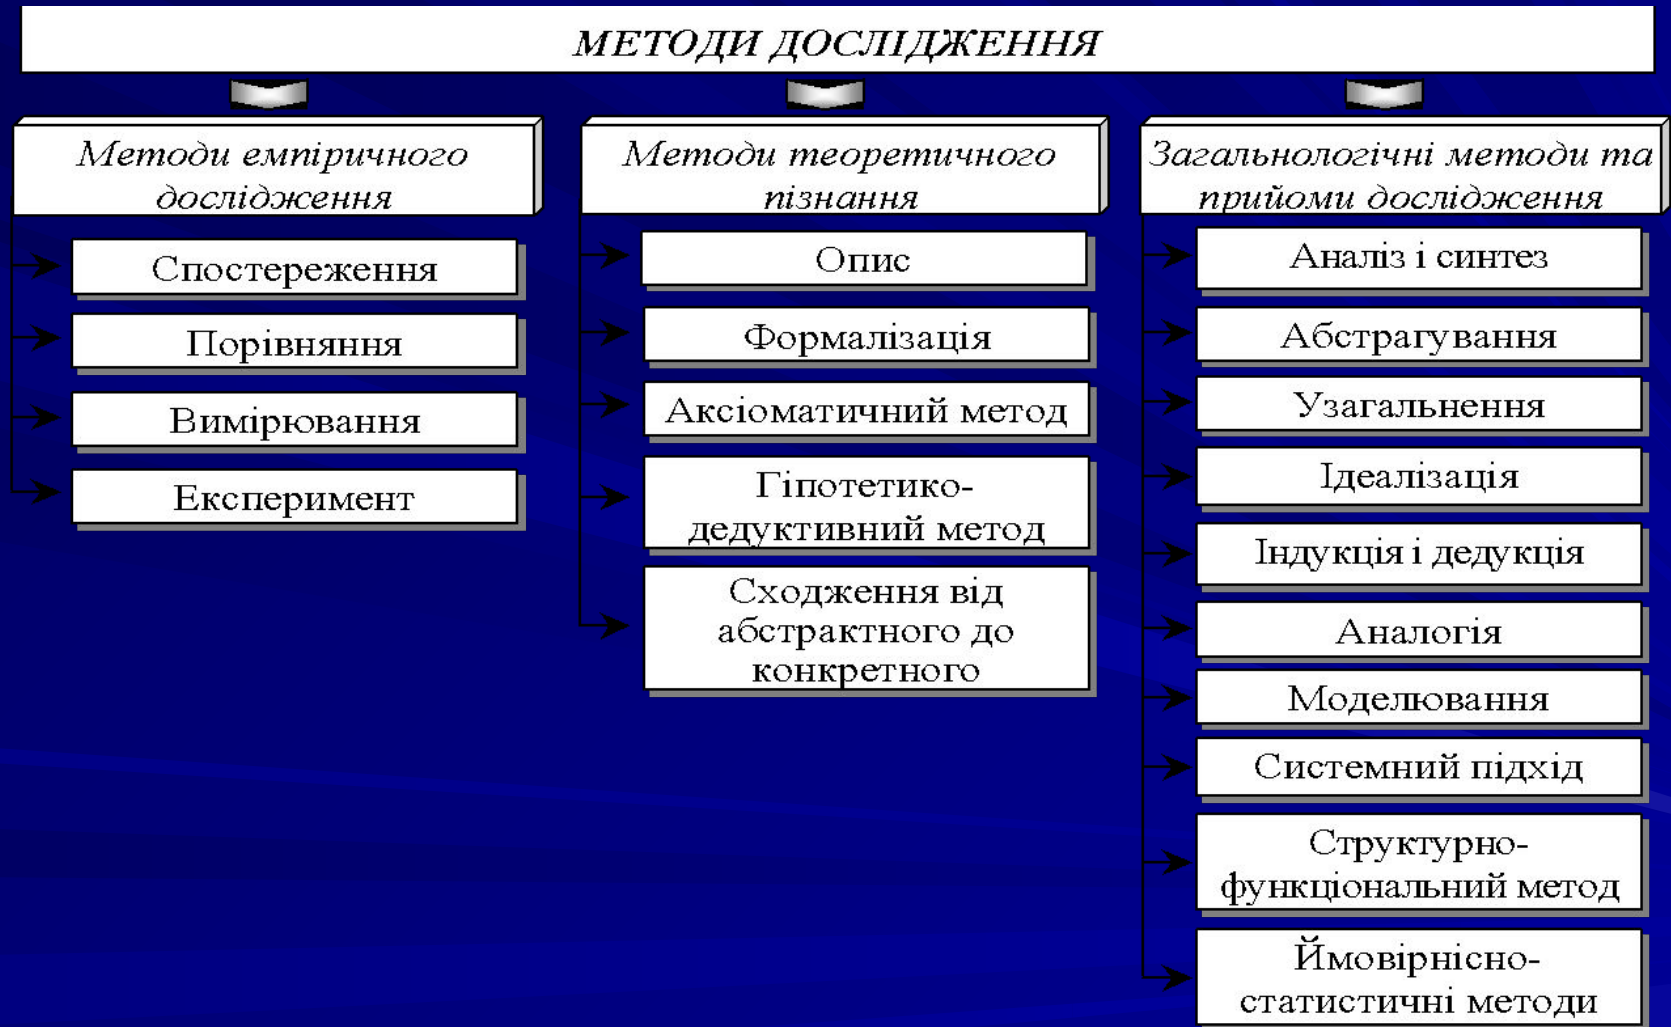 МЕТОДИ ДОСЛІДЖЕННЯ
Методи емпіричного
дослідження
Спостереження
Порівняння
Вимірювання
Експеримент
Методи теоретичного
пізнання
Опис
Формалізація
Аксіоматичний метод
Гіпотетико-
дедуктивний метод
Сходження від
абстрактного до
конкретного
Загальнологічні методи та
прийоми дослідження
Аналіз і синтез
Абстрагування
Узагальнення
Ідеалізація
Індукція і дедукція
Аналогія
Моделювання
Системний підхід
Структурно-
функціональний метод
Ймовірнісно-
статистичні методи